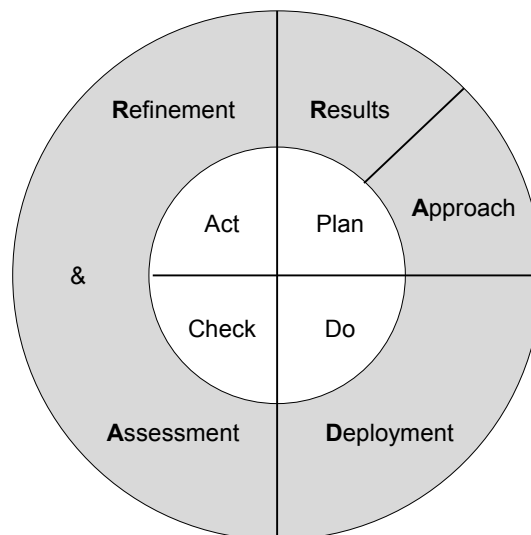 Refinement
Results
Approach
Act
Plan
&
Check
Do
Assessment
Deployment